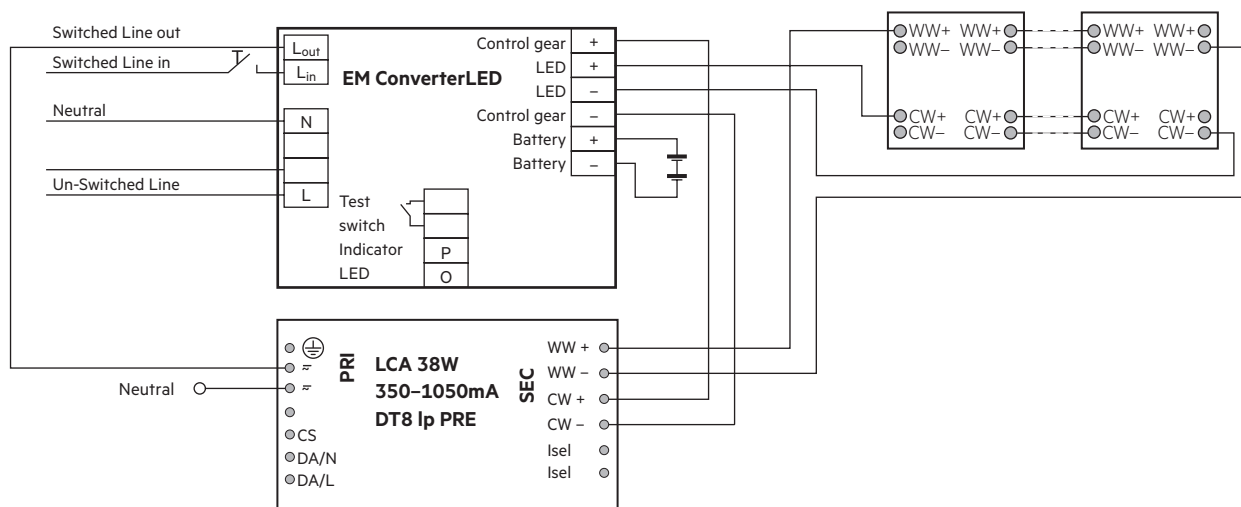 Switched Line out
Switched Line in
Neutral
Un-Switched Line
Lout
Lin
N
L
EM ConverterLED
Control gear +
LED +
LED –
Control gear –
Battery +
Battery –
Test
switch
Indicator P
LED O
WW+ WW+ WW+ WW+
WW– WW– WW– WW–
CW+ CW+ CW+ CW+
CW– CW– CW– CW–
Neutral
PRI
LCA 38W
350–1050mA
DT8 lp PRE
SEC
CS
DA/N
DA/L
WW +
WW –
CW +
CW –
Isel
Isel